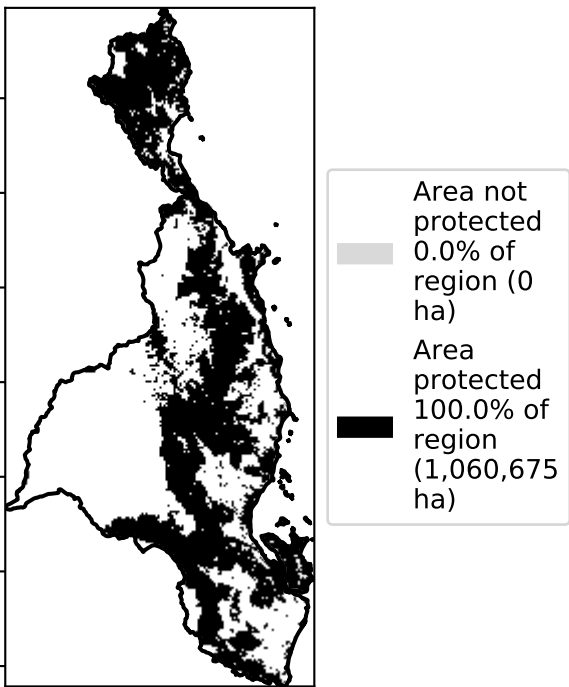 Area not
protected
0.0% of
region (0
ha)
Area
protected
100.0% of
region
(1,060,675
ha)